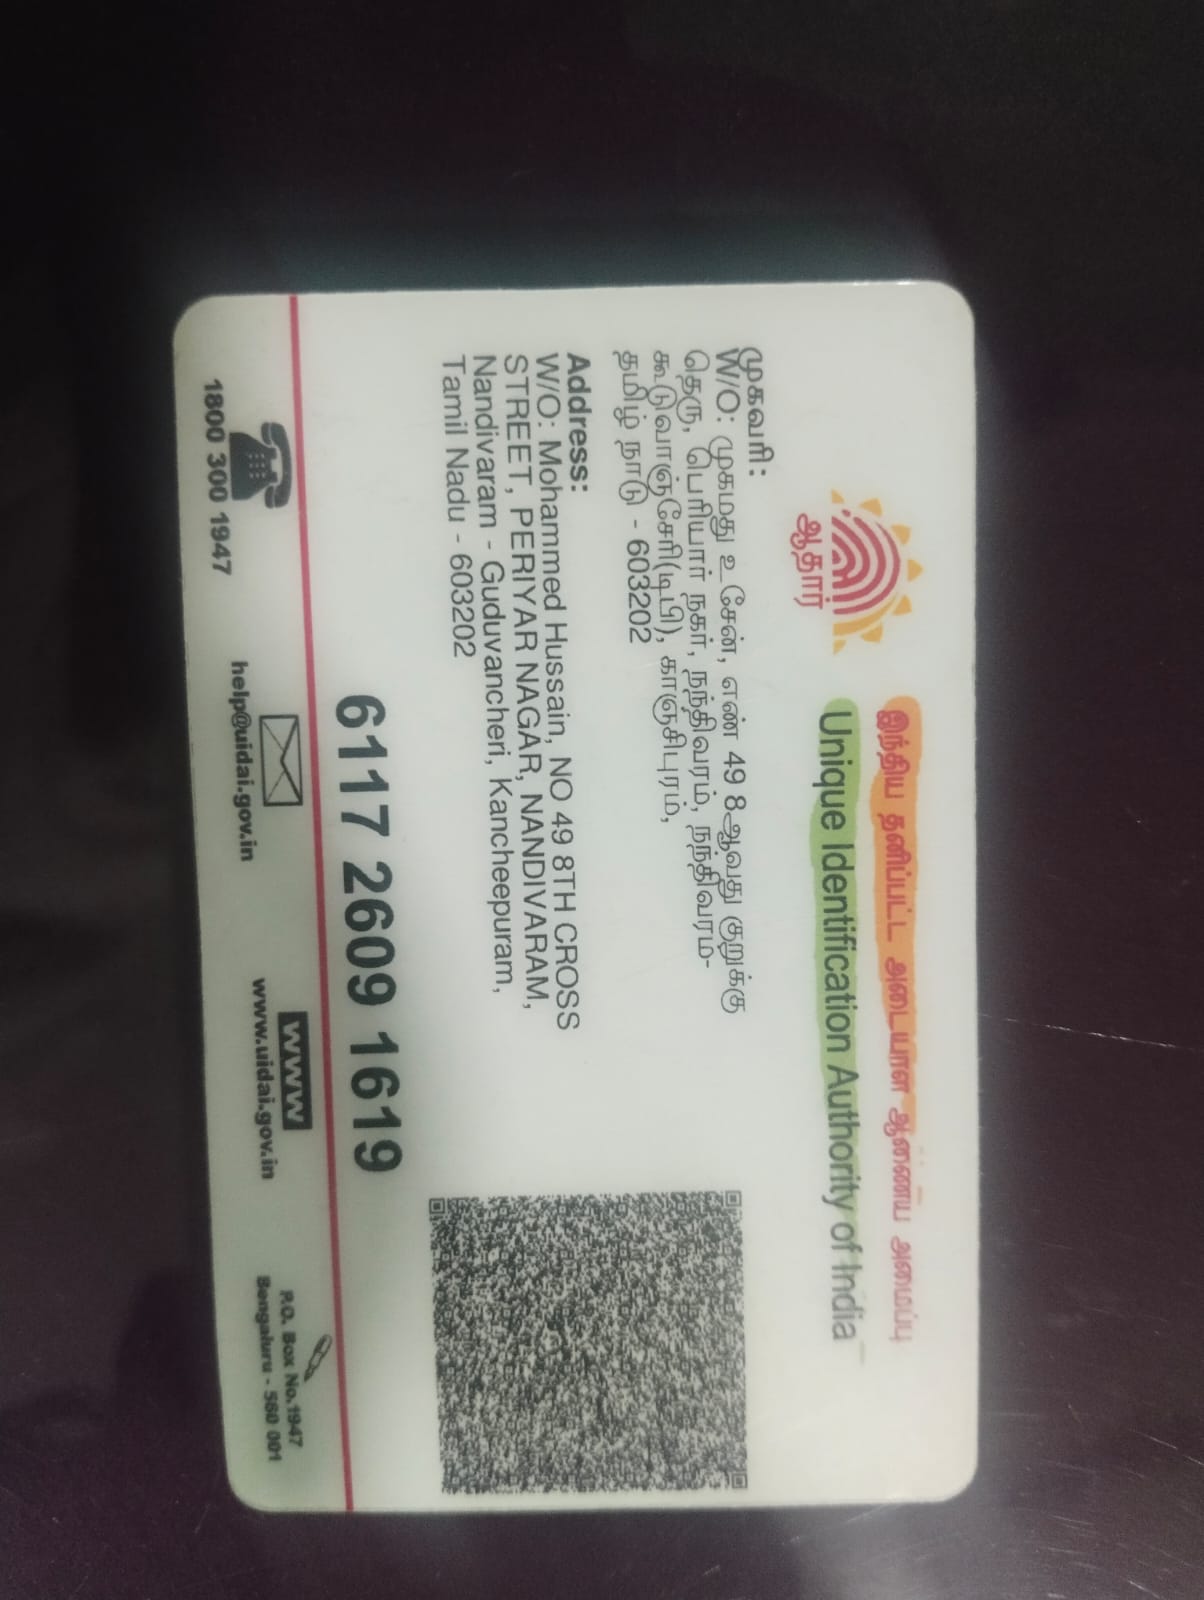 இந்திய தனிப்பட்ட அடையாள ஆணைய அமைப்பு
Unique Identification Authority of India
ஆதார்
முகவரி:
W/O: முகமது உசேன், எண் 49 8ஆவது குறுக்கு
தெரு, பெரியார் நகர், நந்திவரம், நந்திவரம்-
கூடுவாஞ்சேரி(டிபி), காஞ்சிபுரம்,
தமிழ் நாடு - 603202
Address:
W/O: Mohammed Hussain, NO 49 8TH CROSS
STREET, PERIYAR NAGAR, NANDIVARAM,
Nandivaram - Guduvancheri, Kancheepuram,
Tamil Nadu - 603202
6117 2609 1619
1800 300 1947
help@uidai.gov.in
WWW
www.uidai.gov.in
P.O. Box No.1947
Bengaluru - 560 001